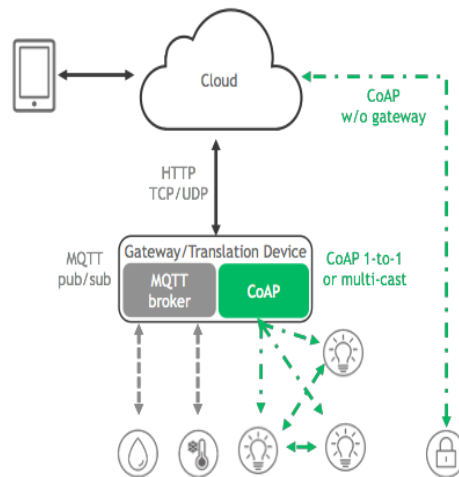 Cloud
CoAP
w/o gateway
HTTP
TCP/UDP
MQTT
pub/sub
Gateway/Translation Device
MQTT
broker
CoAP
CoAP 1-to-1
or multi-cast